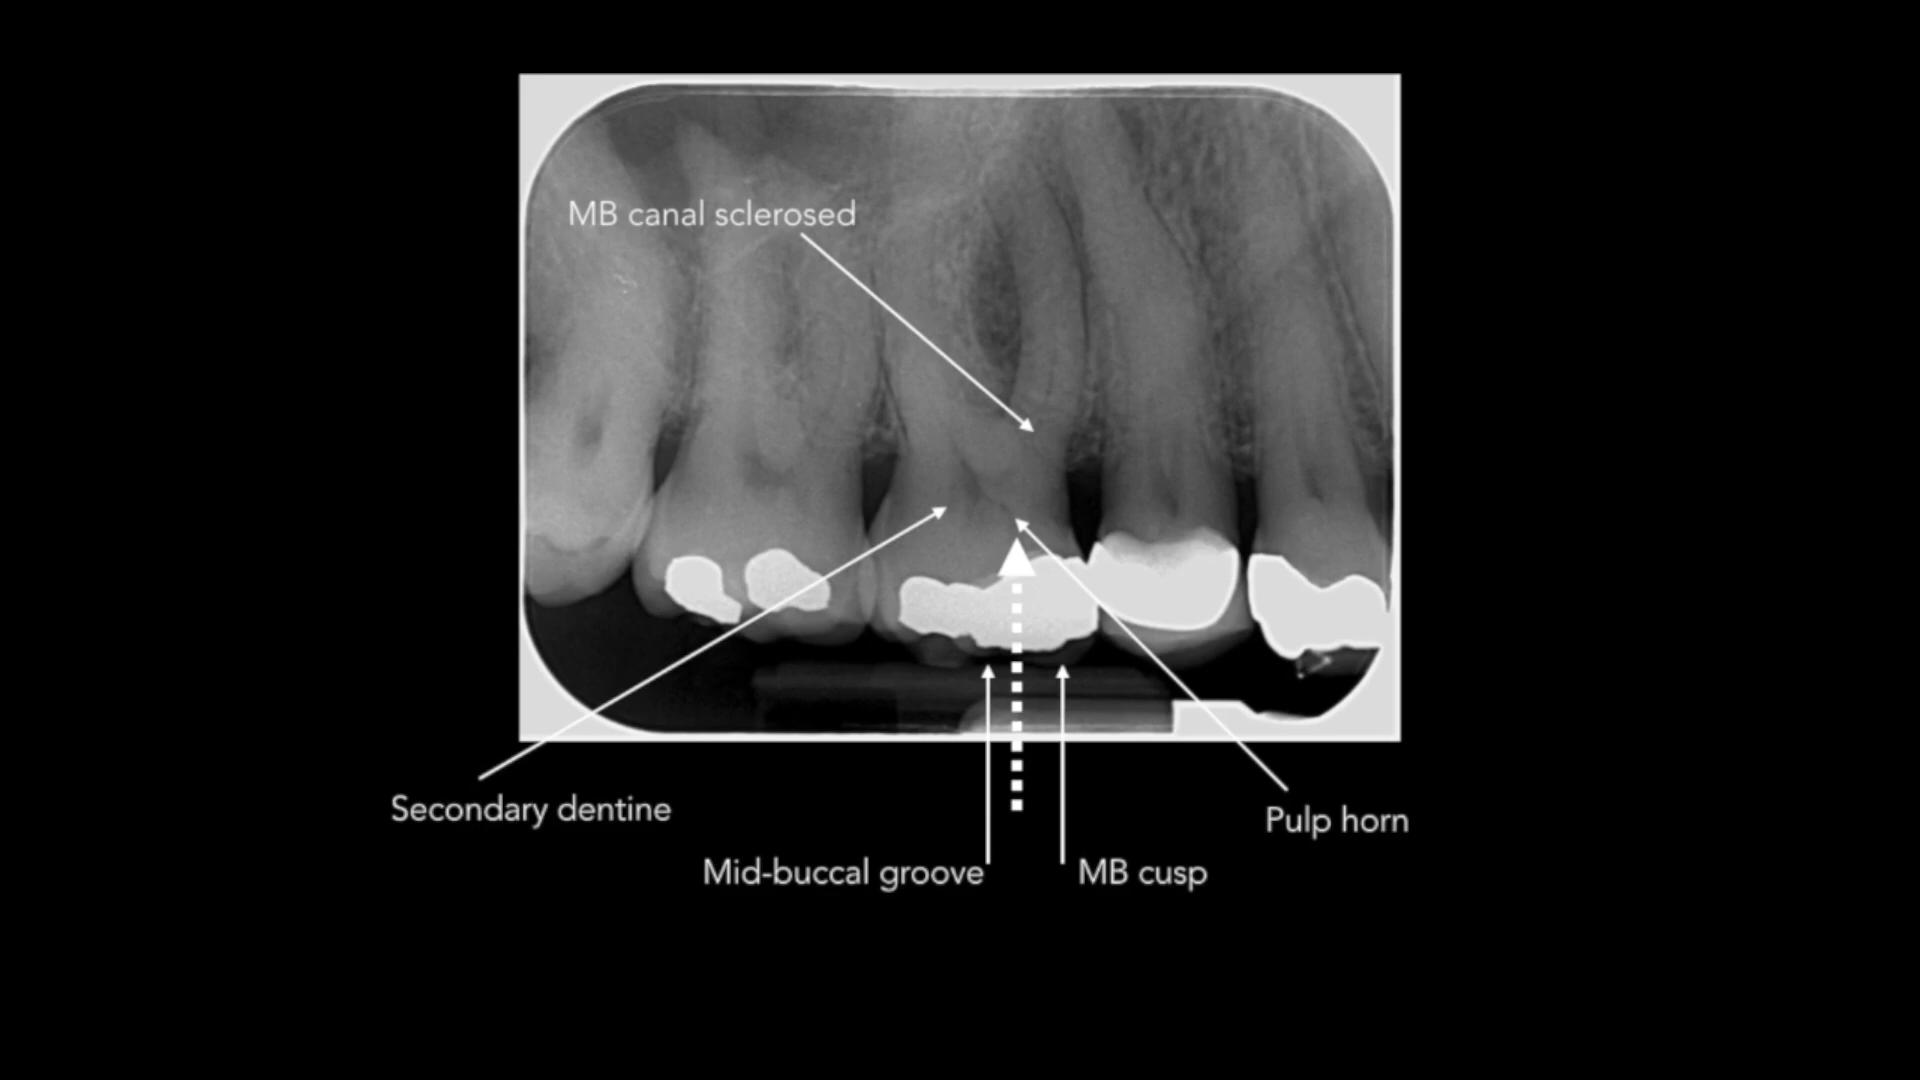 MB canal sclerosed
Secondary dentine
Pulp horn
Mid-buccal groove
MB cusp